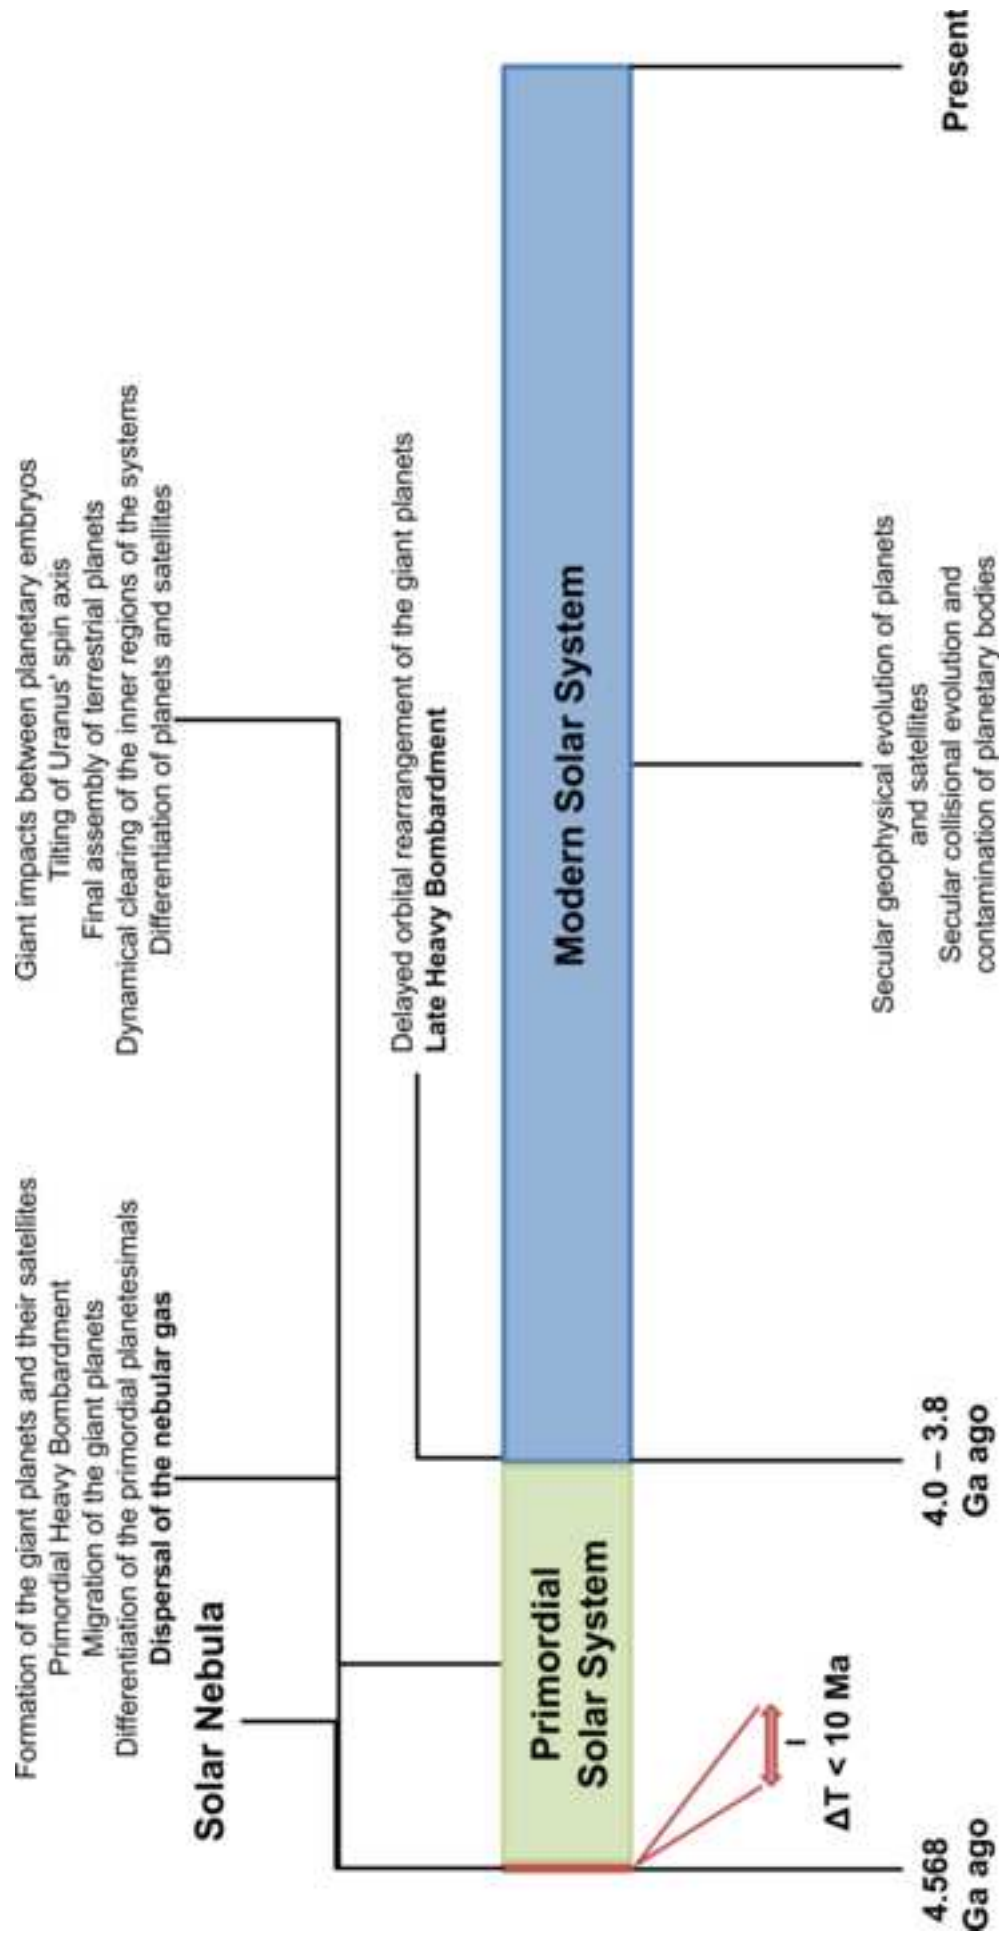 Formation of the giant planets and their satellites
Primordial Heavy Bombardment
Migration of the giant planets
Differentiation of the primordial planetesimals
Dispersal of the nebular gas
Giant impacts between planetary embryos
Tilting of Uranus' spin axis
Final assembly of terrestrial planets
Dynamical clearing of the inner regions of the systems
Differentiation of planets and satellites
Solar Nebula
Delayed orbital rearrangement of the giant planets
Late Heavy Bombardment
Primordial
Solar System
Modern Solar System
ΔT < 10 Ma
Secular geophysical evolution of planets
and satellites
Secular collisional evolution and
contamination of planetary bodies
4.568
Ga ago
4.0 – 3.8
Ga ago
Present